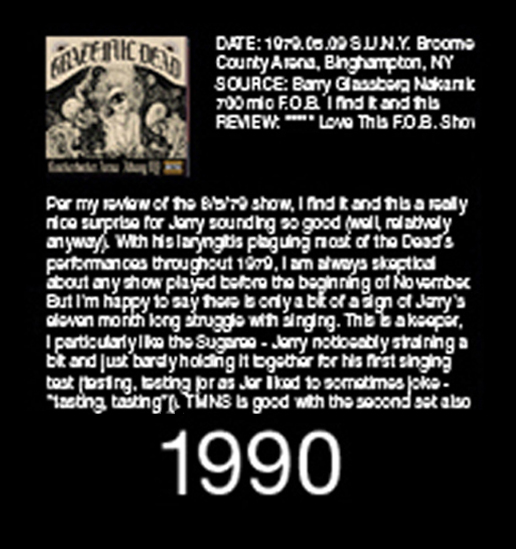 GRATEFUL DEAD
DATE: 1979.05.09 S.U.N.Y. Broome
County Arena, Binghampton, NY
SOURCE: Barry Glassberg Nakamic
700 mic F.O.B. I find it and this
REVIEW: ***** Love This F.O.B. Show
Per my review of the 8/5/79 show, I find it and this a really
nice surprise for Jerry sounding so good (well, relatively
anyway). With his laryngitis plaguing most of the Dead's
performances throughout 1979, I am always skeptical
about any show played before the beginning of November.
But I'm happy to say there is only a bit of a sign of Jerry's
eleven month long struggle with singing. This is a keeper,
I particularly like the Sugaree - Jerry noticeably straining a
bit and just barely holding it together for his first singing
test (testing, testing (or as Jer liked to sometimes joke -
"tasting, tasting")). TMNS is good with the second set also
1990